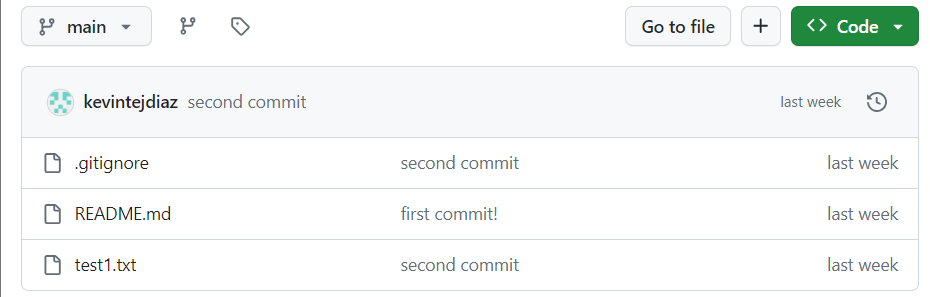 main Go to file + Code
kevintejdiaz second commit last week
.gitignore second commit last week
README.md first commit! last week
test1.txt second commit last week